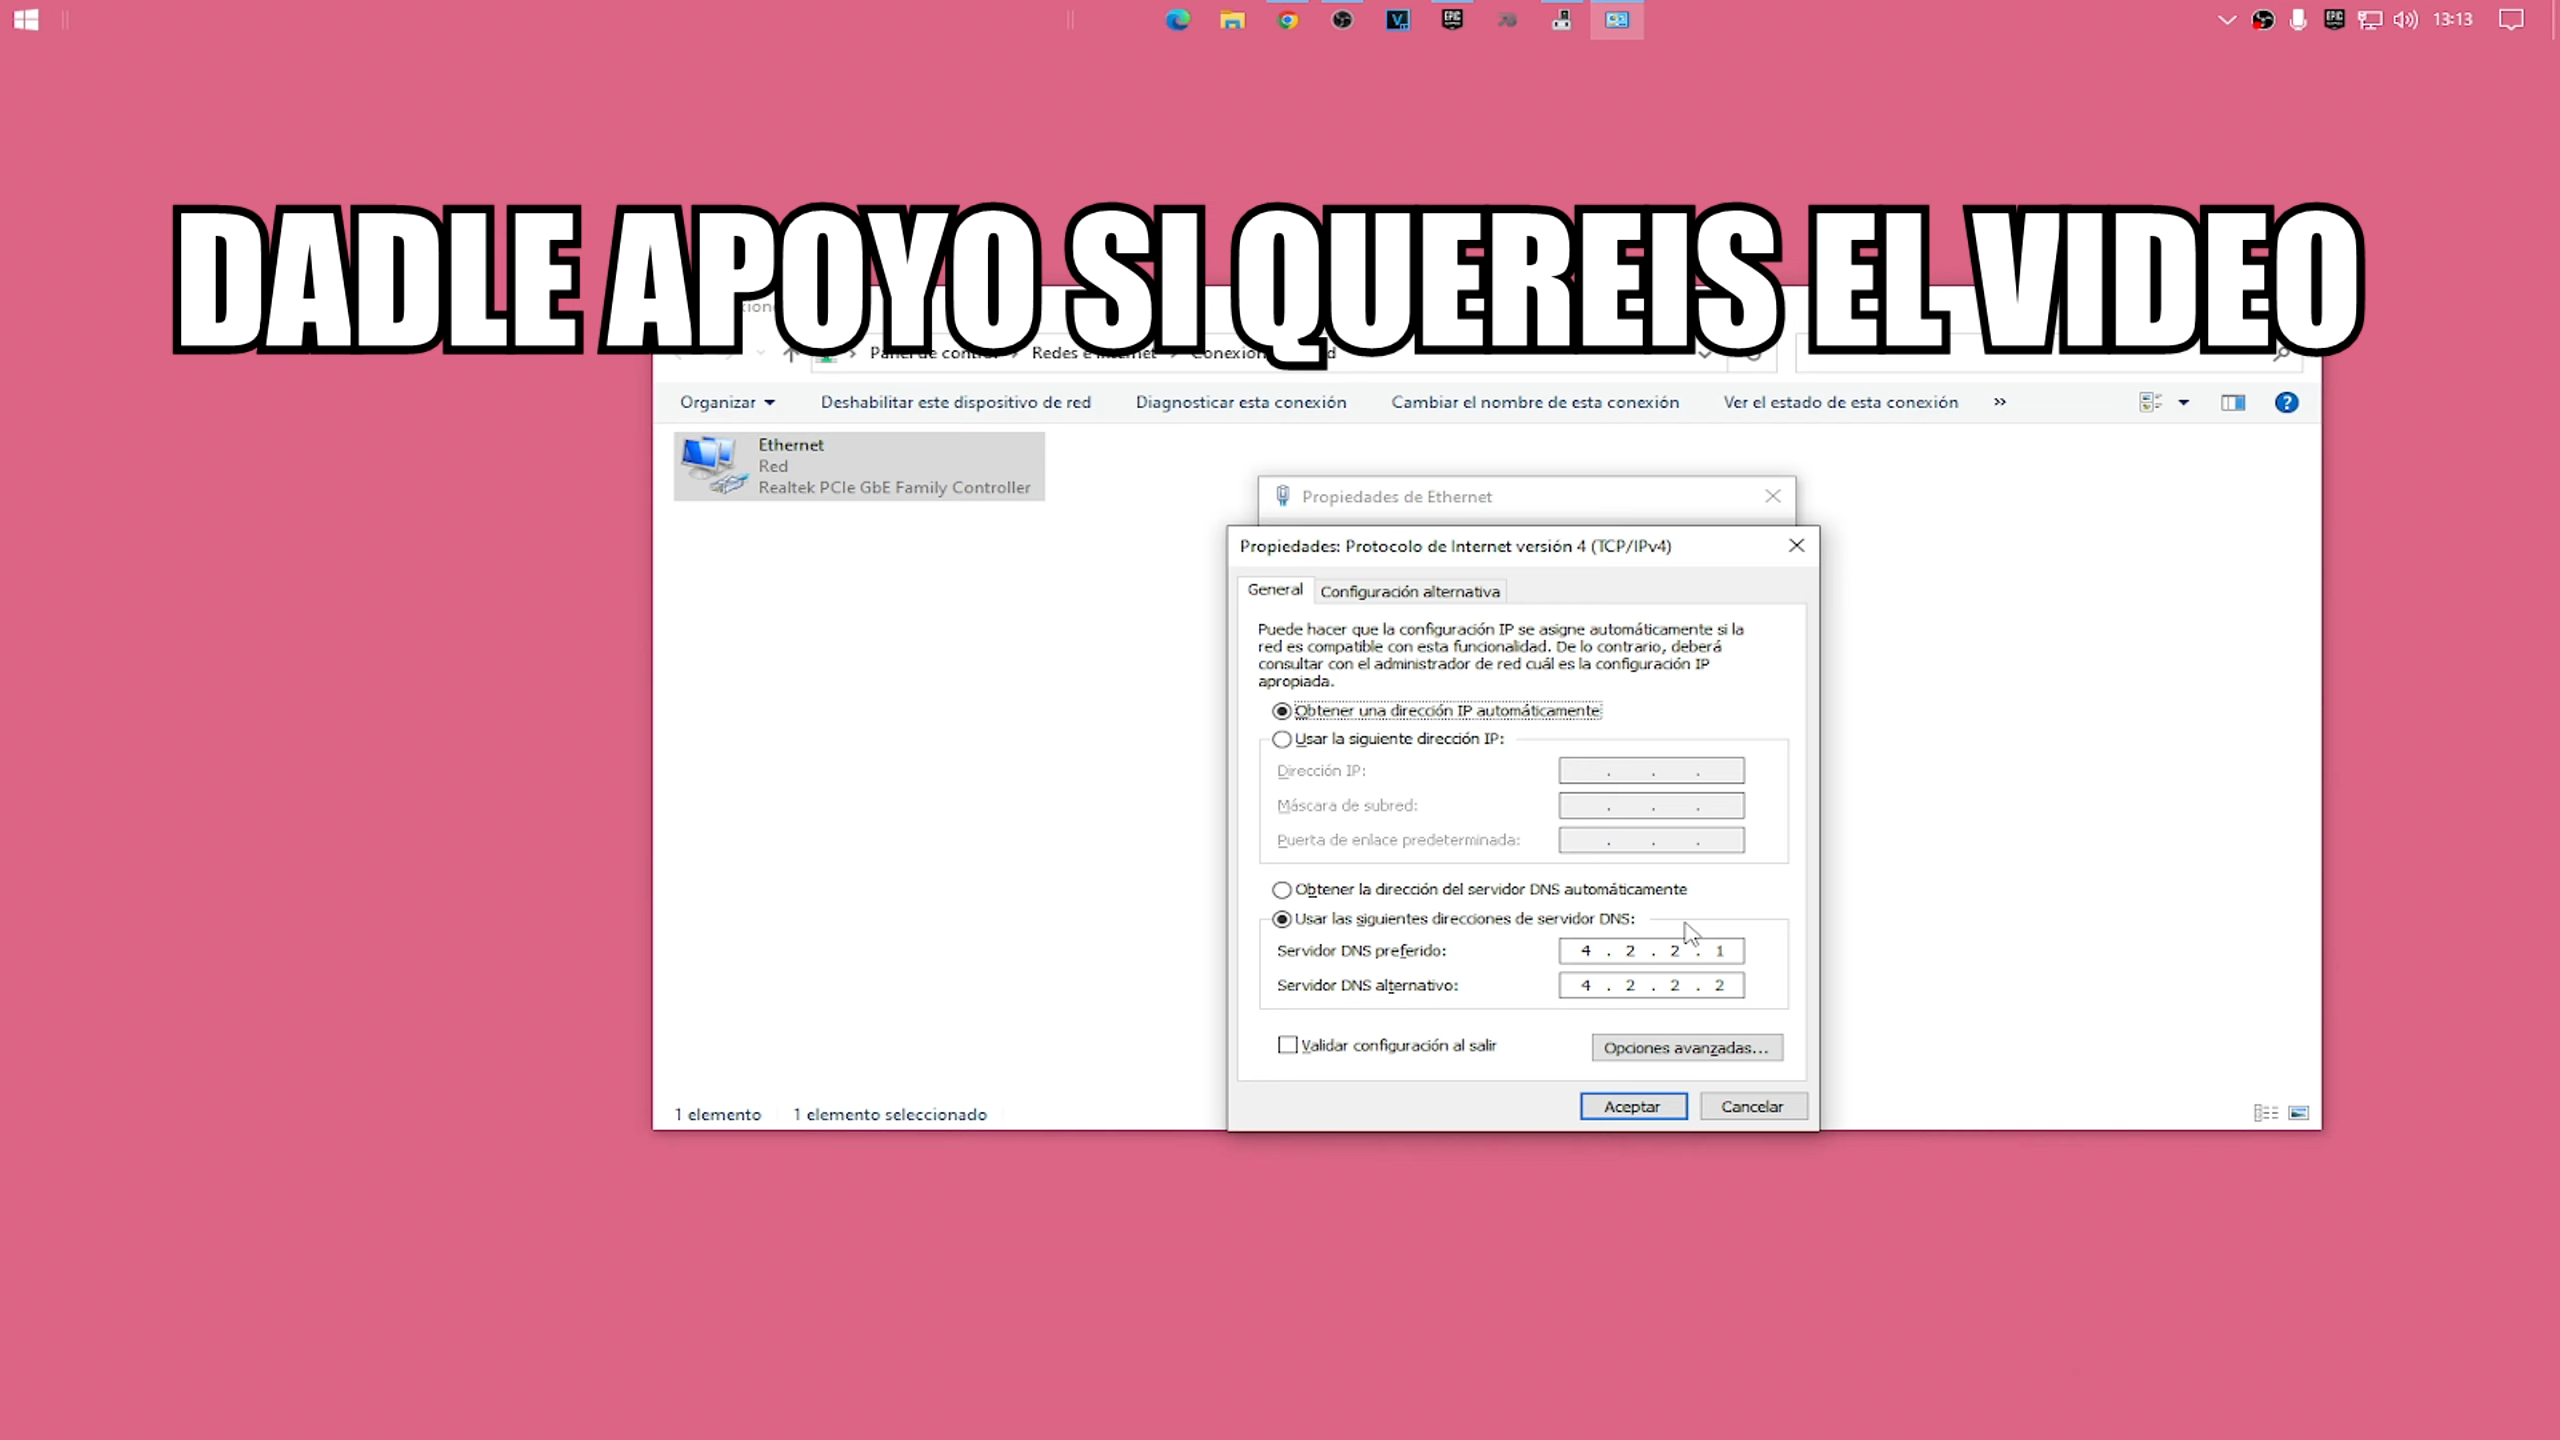 13:13
DADLE APOYO SI QUEREIS EL VIDEO
Redes e Internet
Organizar Deshabilitar este dispositivo de red Diagnosticar esta conexión Cambiar el nombre de esta conexión Ver el estado de esta conexión »
Ethernet
Red
Realtek PCIe GbE Family Controller
Propiedades de Ethernet
Propiedades: Protocolo de Internet versión 4 (TCP/IPv4)
General Configuración alternativa
Puede hacer que la configuración IP se asigne automáticamente si la
red es compatible con esta funcionalidad. De lo contrario, deberá
consultar con el administrador de red cuál es la configuración IP
apropiada.
Obtener una dirección IP automáticamente
Usar la siguiente dirección IP:
Dirección IP:
Máscara de subred:
Puerta de enlace predeterminada:
Obtener la dirección del servidor DNS automáticamente
Usar las siguientes direcciones de servidor DNS:
Servidor DNS preferido: 4 . 2 . 2 . 1
Servidor DNS alternativo: 4 . 2 . 2 . 2
Validar configuración al salir Opciones avanzadas...
Aceptar Cancelar
1 elemento 1 elemento seleccionado